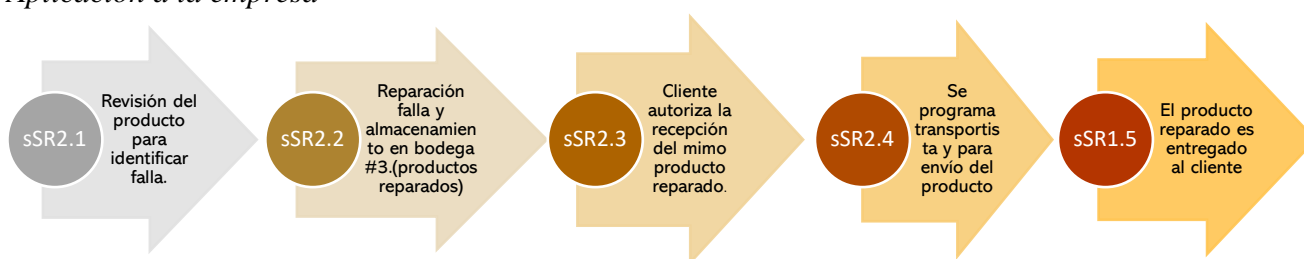 Aplicación a la empresa
sSR2.1
Revisión del
producto
para
identificar
falla.
sSR2.2
Reparación
falla y
almacenamien
to en bodega
#3.(productos
reparados)
sSR2.3
Cliente
autoriza la
recepción
del mimo
producto
reparado.
sSR2.4
Se
programa
transportis
ta y para
envío del
producto
sSR1.5
El producto
reparado es
entregado
al cliente